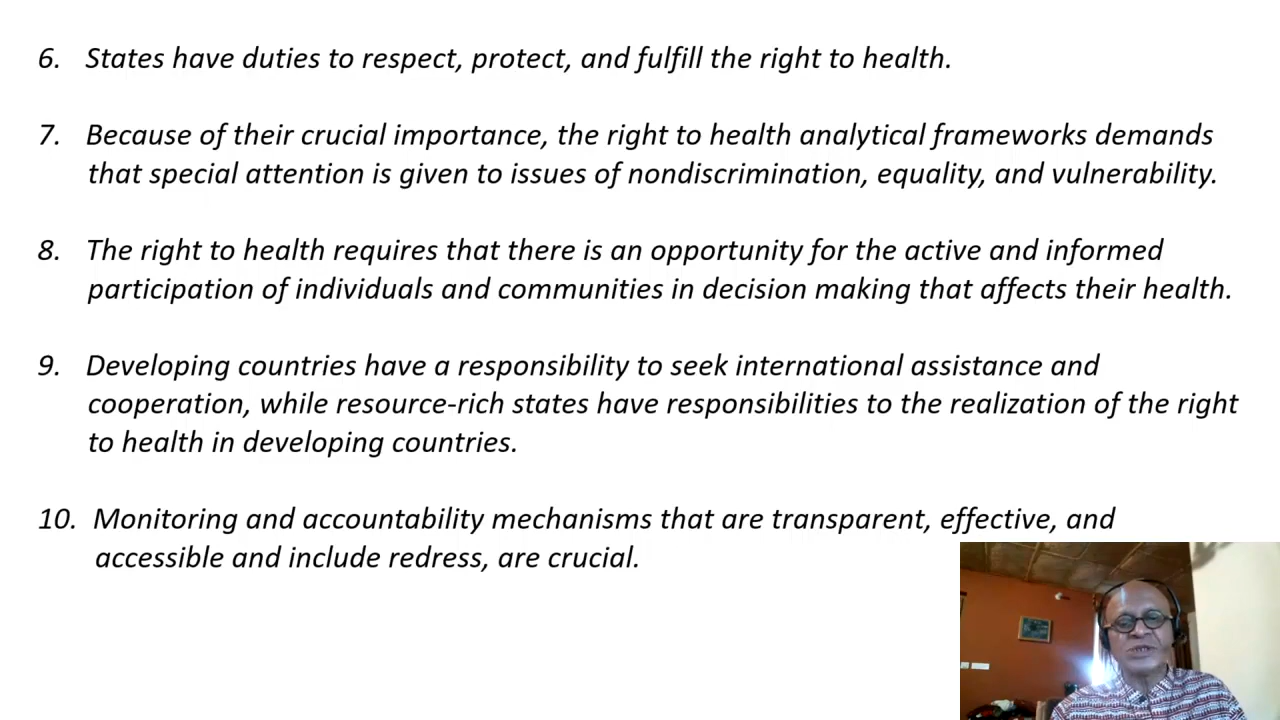 6. States have duties to respect, protect, and fulfill the right to health.
7. Because of their crucial importance, the right to health analytical frameworks demands
that special attention is given to issues of nondiscrimination, equality, and vulnerability.
8. The right to health requires that there is an opportunity for the active and informed
participation of individuals and communities in decision making that affects their health.
9. Developing countries have a responsibility to seek international assistance and
cooperation, while resource-rich states have responsibilities to the realization of the right
to health in developing countries.
10. Monitoring and accountability mechanisms that are transparent, effective, and
accessible and include redress, are crucial.